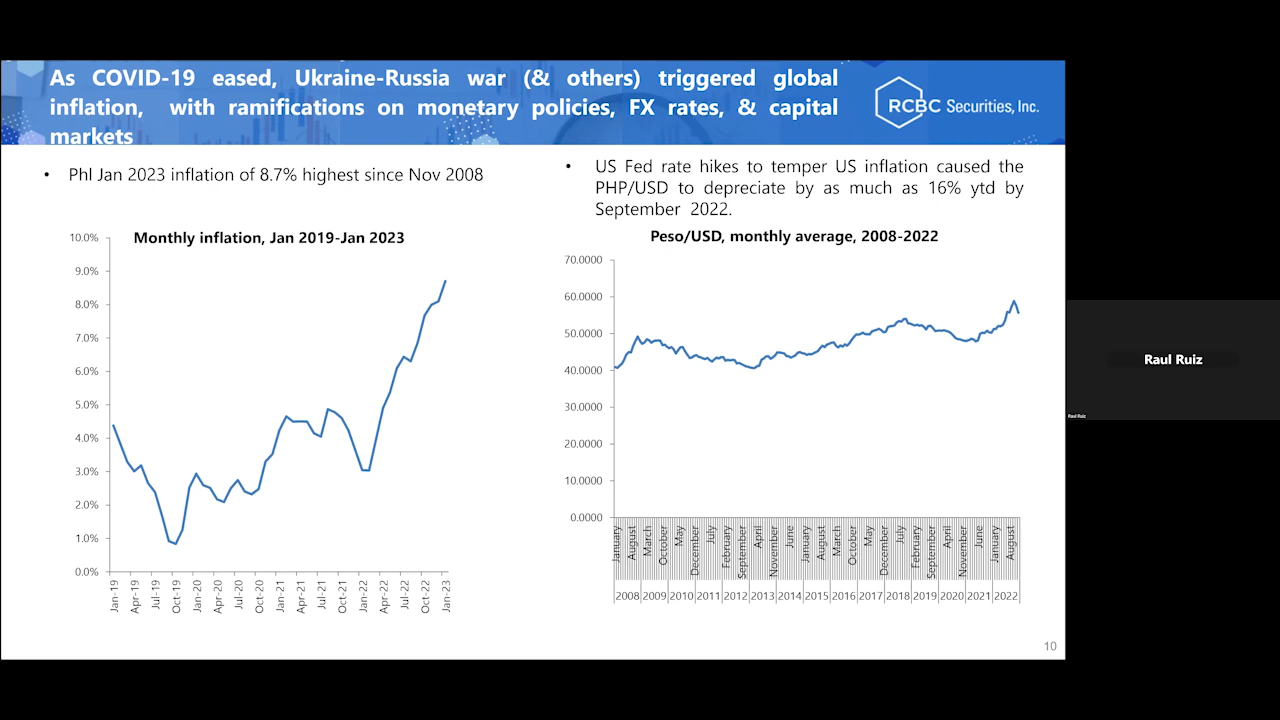 As COVID-19 eased, Ukraine-Russia war (& others) triggered global
inflation, with ramifications on monetary policies, FX rates, & capital
markets
RCBC Securities, Inc.
• Phl Jan 2023 inflation of 8.7% highest since Nov 2008
Monthly inflation, Jan 2019-Jan 2023
10.0%
9.0%
8.0%
7.0%
6.0%
5.0%
4.0%
3.0%
2.0%
1.0%
0.0%
Jan-19
Apr-19
Jul-19
Oct-19
Jan-20
Apr-20
Jul-20
Oct-20
Jan-21
Apr-21
Jul-21
Oct-21
Jan-22
Apr-22
Jul-22
Oct-22
Jan-23
• US Fed rate hikes to temper US inflation caused the
PHP/USD to depreciate by as much as 16% ytd by
September 2022.
Peso/USD, monthly average, 2008-2022
70.0000
60.0000
50.0000
40.0000
30.0000
20.0000
10.0000
0.0000
January
August
March
October
May
December
July
February
September
April
November
June
January
August
March
October
May
December
July
February
September
April
November
June
January
August
2008 2009 2010 2011 2012 2013 2014 2015 2016 2017 2018 2019 2020 2021 2022
10
Raul Ruiz
Raul Ruiz